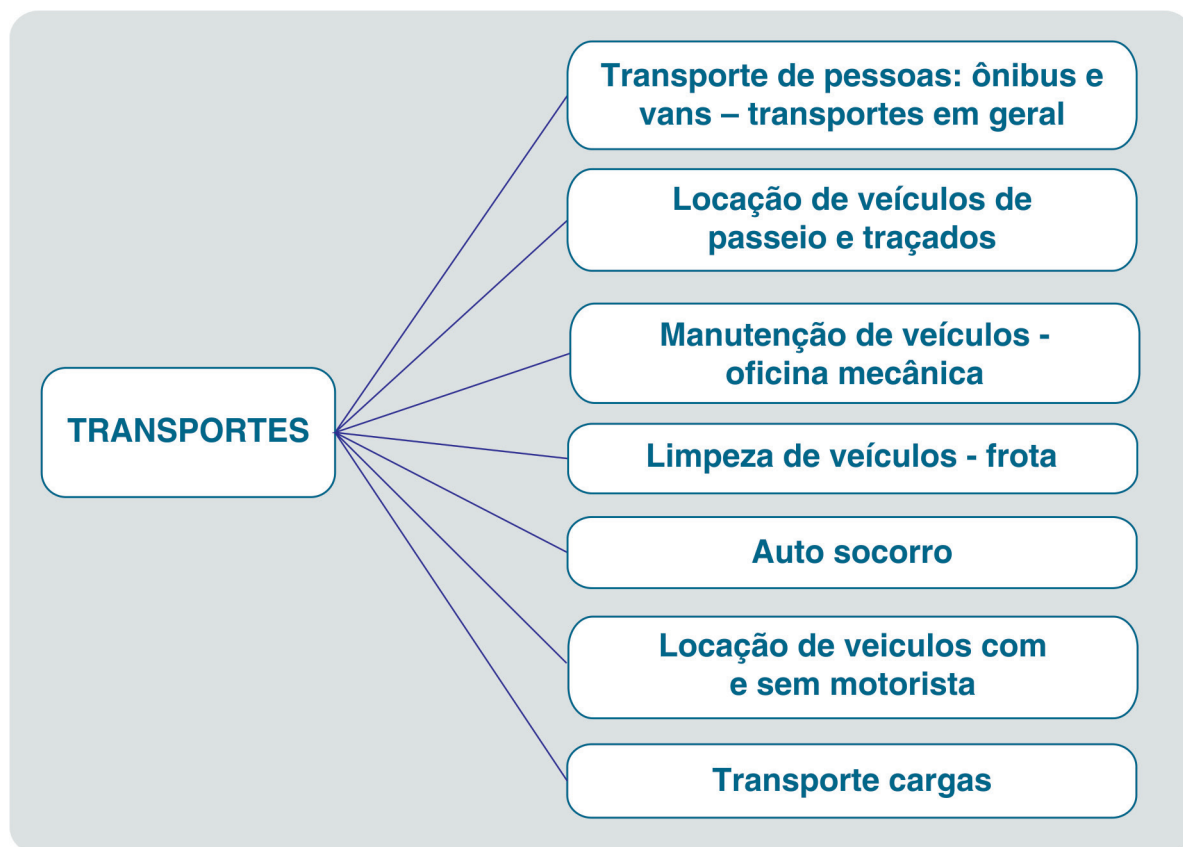 Transporte de pessoas: ônibus e
vans – transportes em geral
Locação de veículos de
passeio e traçados
Manutenção de veículos -
oficina mecânica
TRANSPORTES
Limpeza de veículos - frota
Auto socorro
Locação de veiculos com
e sem motorista
Transporte cargas